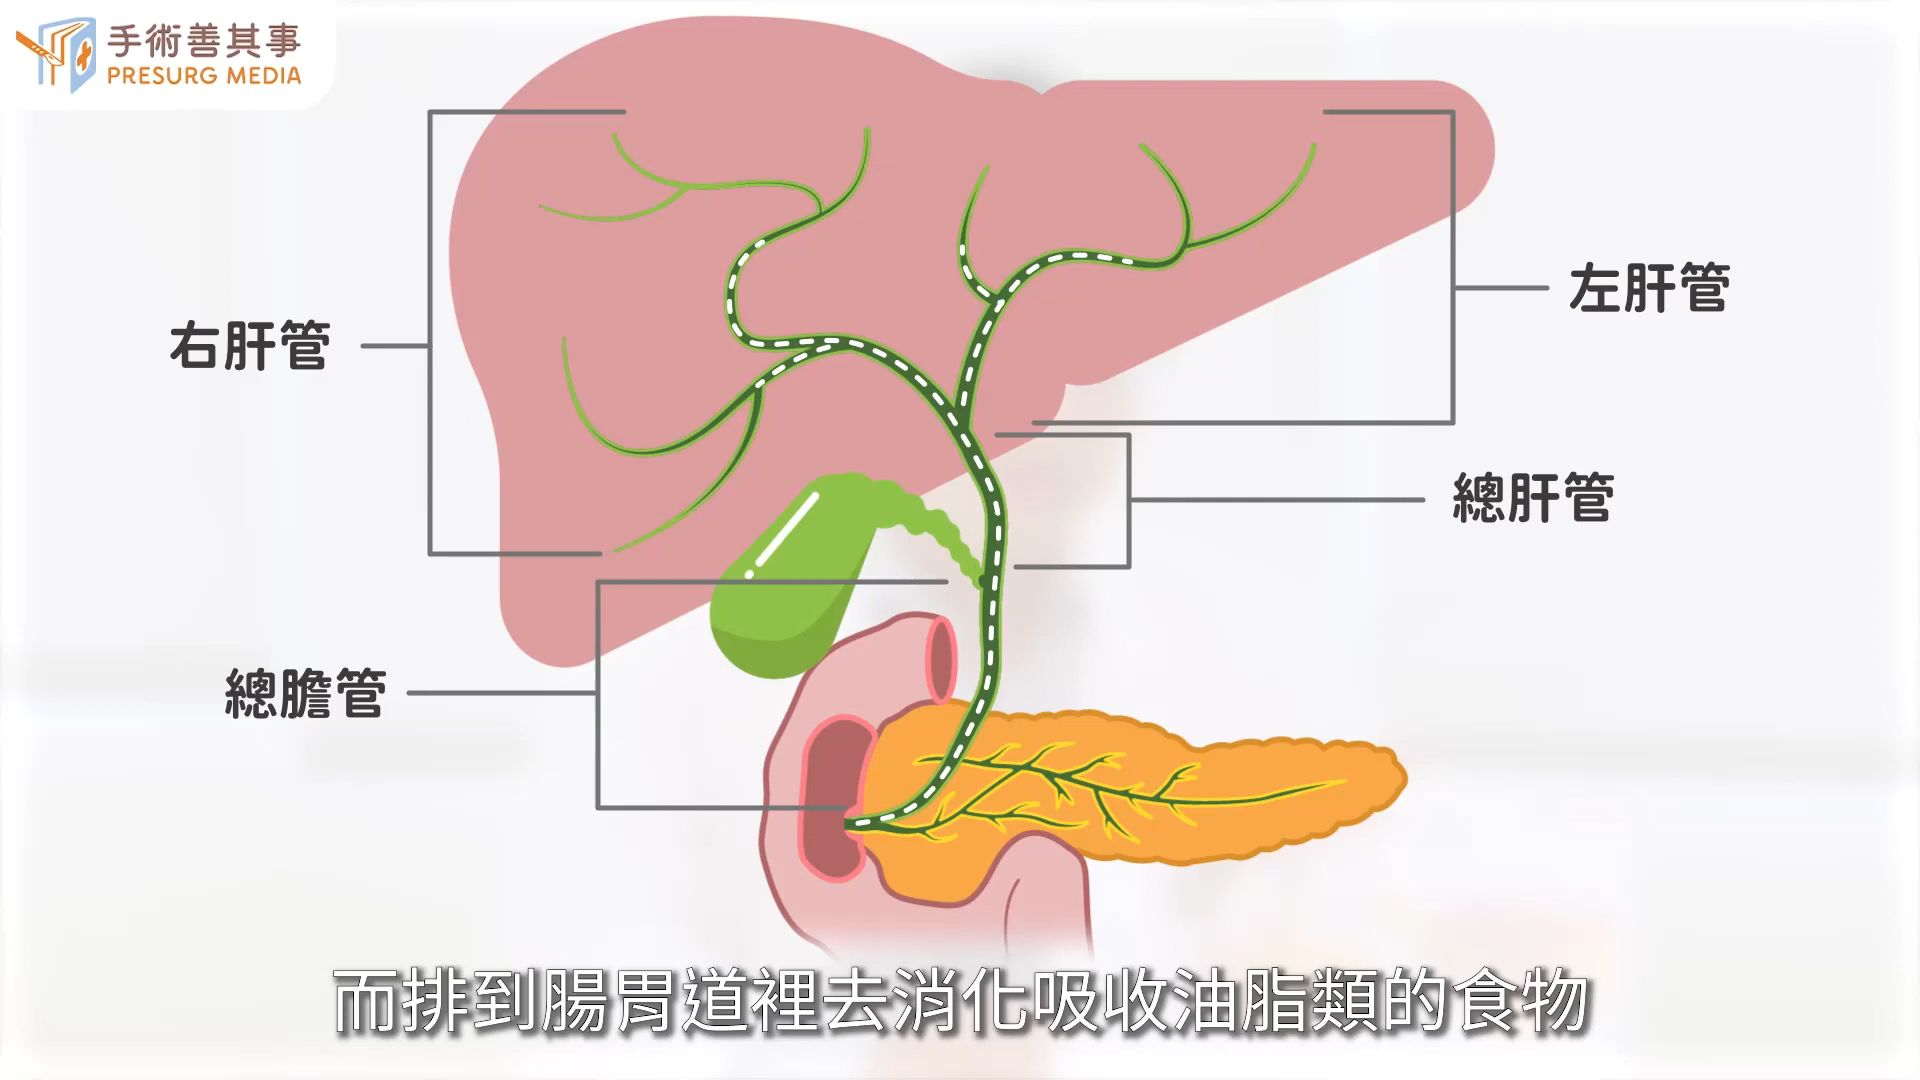 手術善其事
PRESURG MEDIA
左肝管
右肝管
總肝管
總膽管
而排到腸胃道裡去消化吸收油脂類的食物